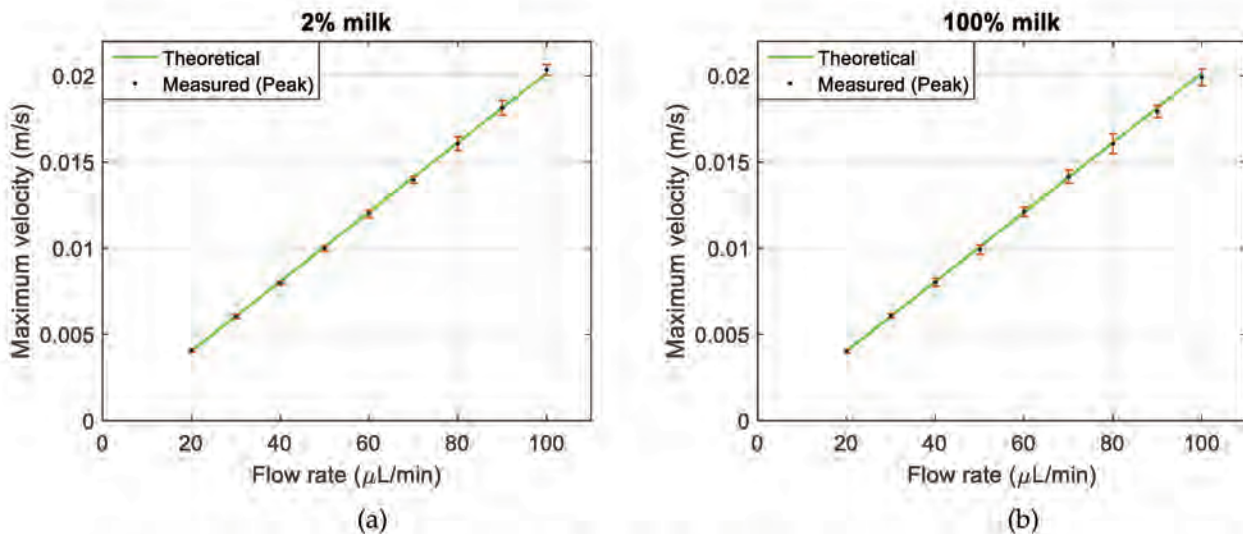 2% milk
Theoretical
Measured (Peak)
0.02
0.015
0.01
0.005
0
Maximum velocity (m/s)
0 20 40 60 80 100
Flow rate (μL/min)
(a)
100% milk
Theoretical
Measured (Peak)
0.02
0.015
0.01
0.005
0
Maximum velocity (m/s)
0 20 40 60 80 100
Flow rate (μL/min)
(b)